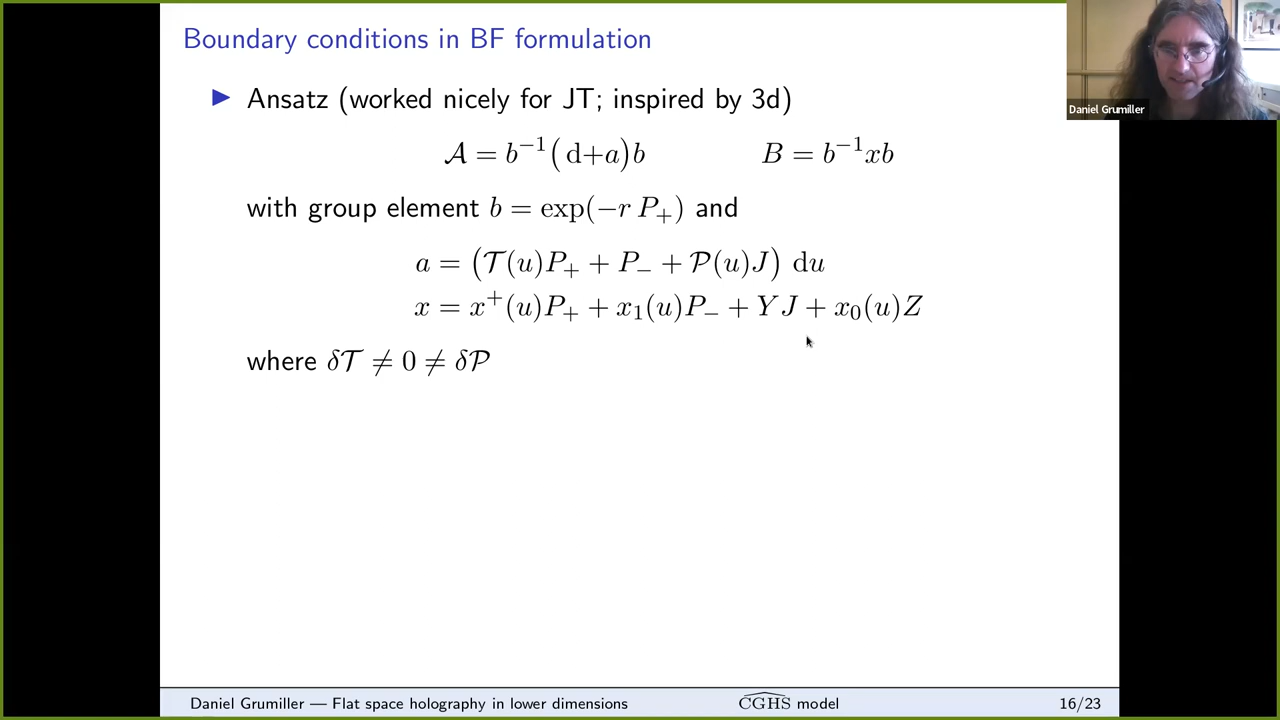 Boundary conditions in BF formulation
▶ Ansatz (worked nicely for JT; inspired by 3d)
𝒜 = b⁻¹(d+a)b B = b⁻¹xb
with group element b = exp(−r P₊) and
a = (𝒯(u)P₊ + P₋ + 𝒫(u)J) du
x = x⁺(u)P₊ + x₁(u)P₋ + Y J + x₀(u)Z
where δ𝒯 ≠ 0 ≠ δ𝒫
Daniel Grumiller
Daniel Grumiller — Flat space holography in lower dimensions \widehat{CGHS} model 16/23